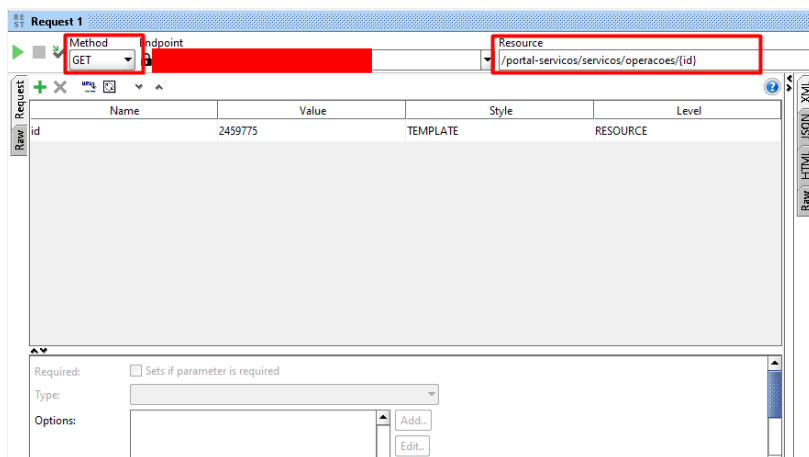 RE
ST Request 1
Method Endpoint Resource
GET /portal-servicos/servicos/operacoes/{id}
Request
Raw
Name Value Style Level
id 2459775 TEMPLATE RESOURCE
Required: Sets if parameter is required
Type:
Options: Add..
Edit..
XML
JSON
HTML
Raw